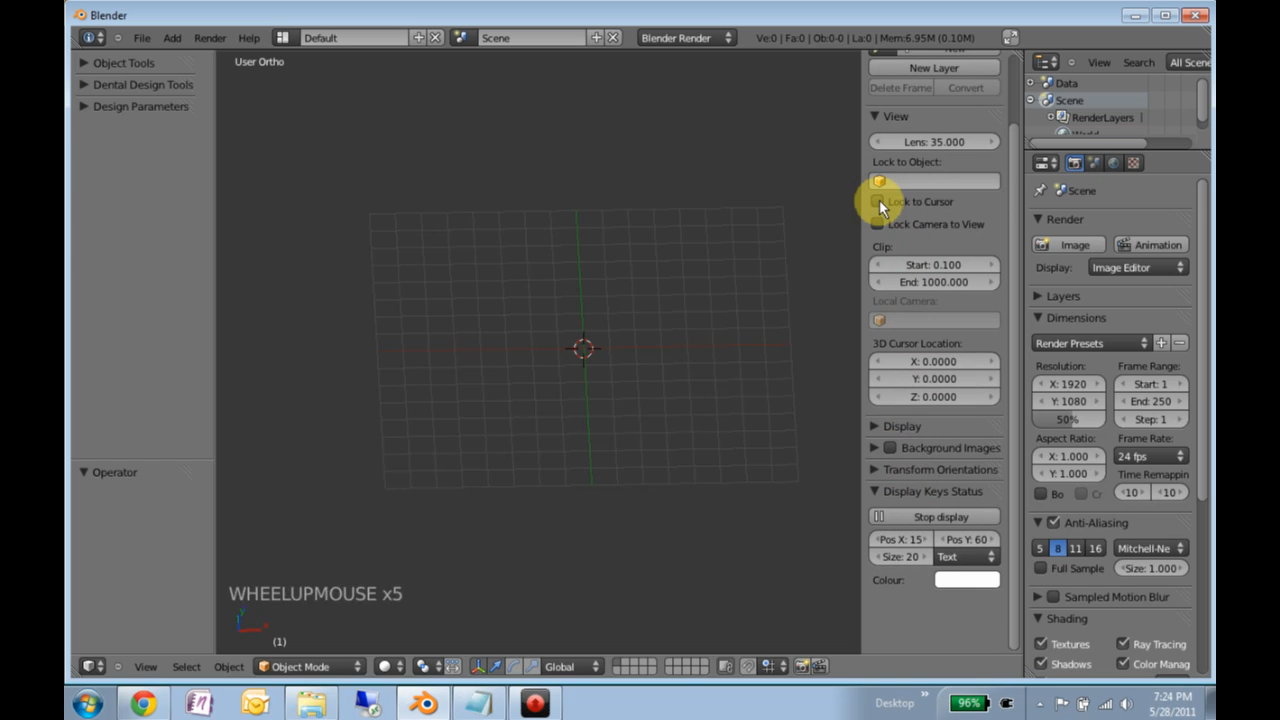 Blender
File Add Render Help Default Scene Blender Render Ve:0 | Fa:0 | Ob:0-0 | La:0 | Mem:6.95M (0.10M)
Object Tools
Dental Design Tools
Design Parameters
Operator
User Ortho
WHEELUPMOUSE x5
(1)
y
x
New
New Layer
Delete Frame Convert
View
Lens: 35.000
Lock to Object:
Lock to Cursor
Lock Camera to View
Clip:
Start: 0.100
End: 1000.000
Local Camera:
3D Cursor Location:
X: 0.0000
Y: 0.0000
Z: 0.0000
Display
Background Images
Transform Orientations
Display Keys Status
Stop display
Pos X: 15 Pos Y: 60
Size: 20 Text
Colour:
View Search All Scene
Data
Scene
RenderLayers
World
Scene
Render
Image Animation
Display: Image Editor
Layers
Dimensions
Render Presets
Resolution: Frame Range:
X: 1920 Start: 1
Y: 1080 End: 250
50% Step: 1
Aspect Ratio: Frame Rate:
X: 1.000 24 fps
Y: 1.000 Time Remappin
Bo Cr 10 10
Anti-Aliasing
5 8 11 16 Mitchell-Ne
Full Sample Size: 1.000
Sampled Motion Blur
Shading
Textures Ray Tracing
Shadows Color Manag
View Select Object Object Mode Global
Desktop » 96% 7:24 PM
5/28/2011